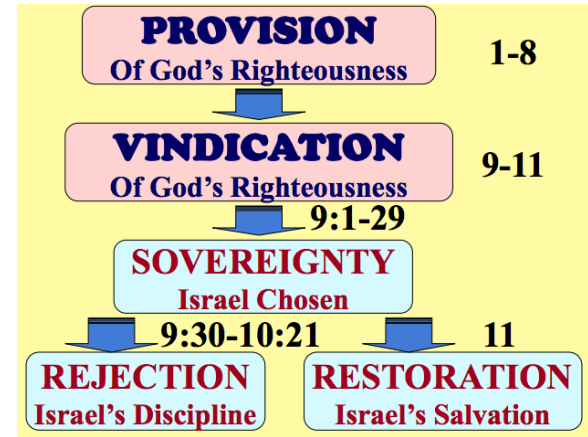 PROVISION
Of God's Righteousness
1-8
VINDICATION
Of God's Righteousness
9-11
9:1-29
SOVEREIGNTY
Israel Chosen
9:30-10:21
11
REJECTION
Israel's Discipline
RESTORATION
Israel's Salvation